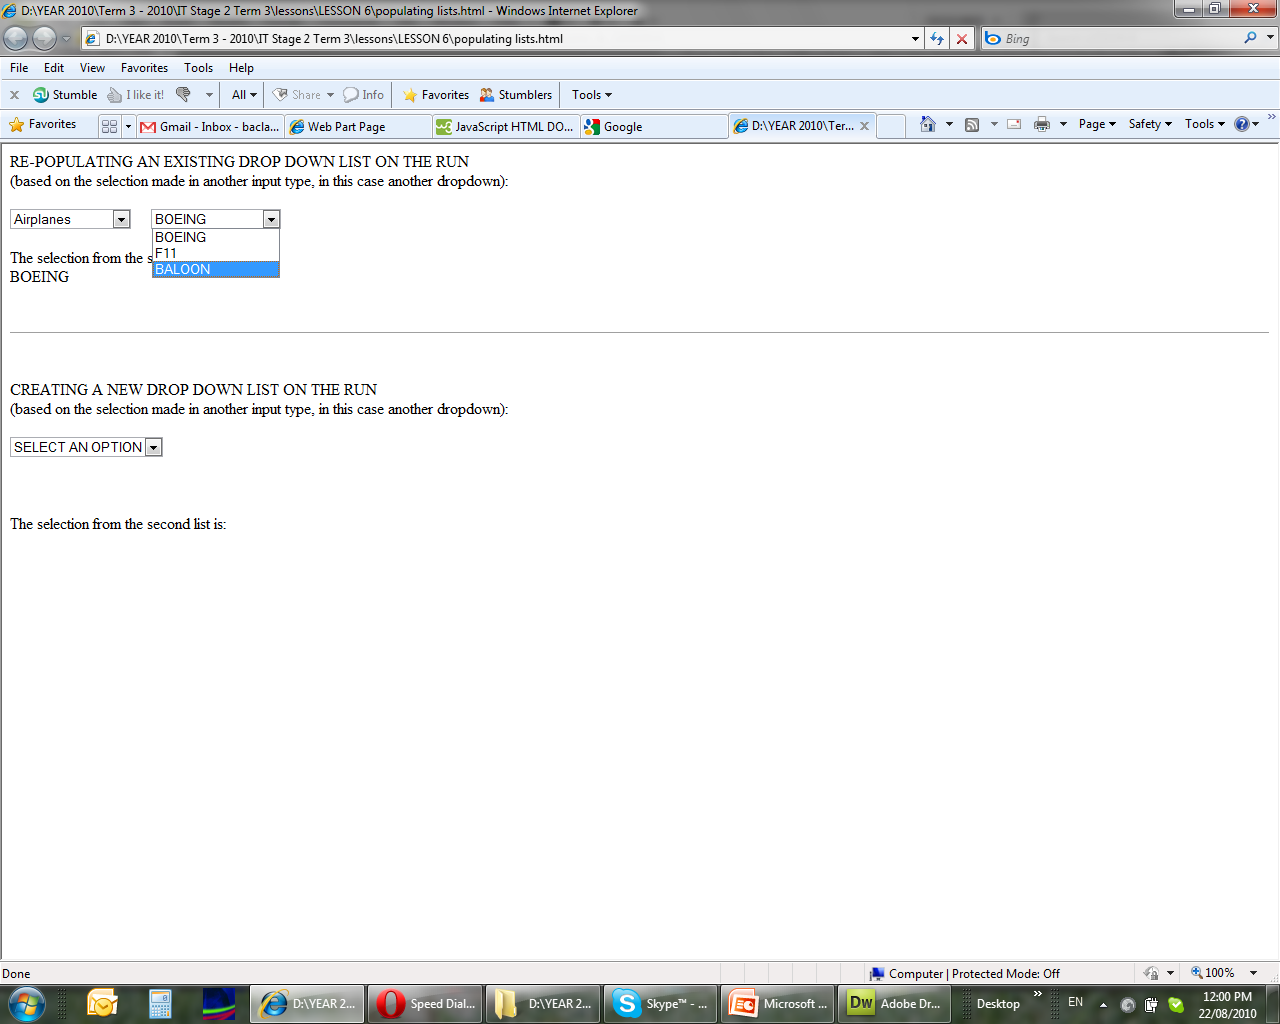 D:\YEAR 2010\Term 3 - 2010\IT Stage 2 Term 3\lessons\LESSON 6\populating lists.html - Windows Internet Explorer
D:\YEAR 2010\Term 3 - 2010\IT Stage 2 Term 3\lessons\LESSON 6\populating lists.html
Bing
File Edit View Favorites Tools Help
x Stumble I like it! All Share Info Favorites Stumblers Tools
Favorites Gmail - Inbox - bacla... Web Part Page JavaScript HTML DO... Google D:\YEAR 2010\Ter... Page Safety Tools
RE-POPULATING AN EXISTING DROP DOWN LIST ON THE RUN
(based on the selection made in another input type, in this case another dropdown):
Airplanes BOEING
BOEING
F11
BALOON
The selection from the s
BOEING
CREATING A NEW DROP DOWN LIST ON THE RUN
(based on the selection made in another input type, in this case another dropdown):
SELECT AN OPTION
The selection from the second list is:
Done Computer | Protected Mode: Off 100%
D:\YEAR 2... Speed Dial... D:\YEAR 2... Skype™ - ... Microsoft ... Dw Adobe Dr... Desktop » EN 12:00 PM
22/08/2010